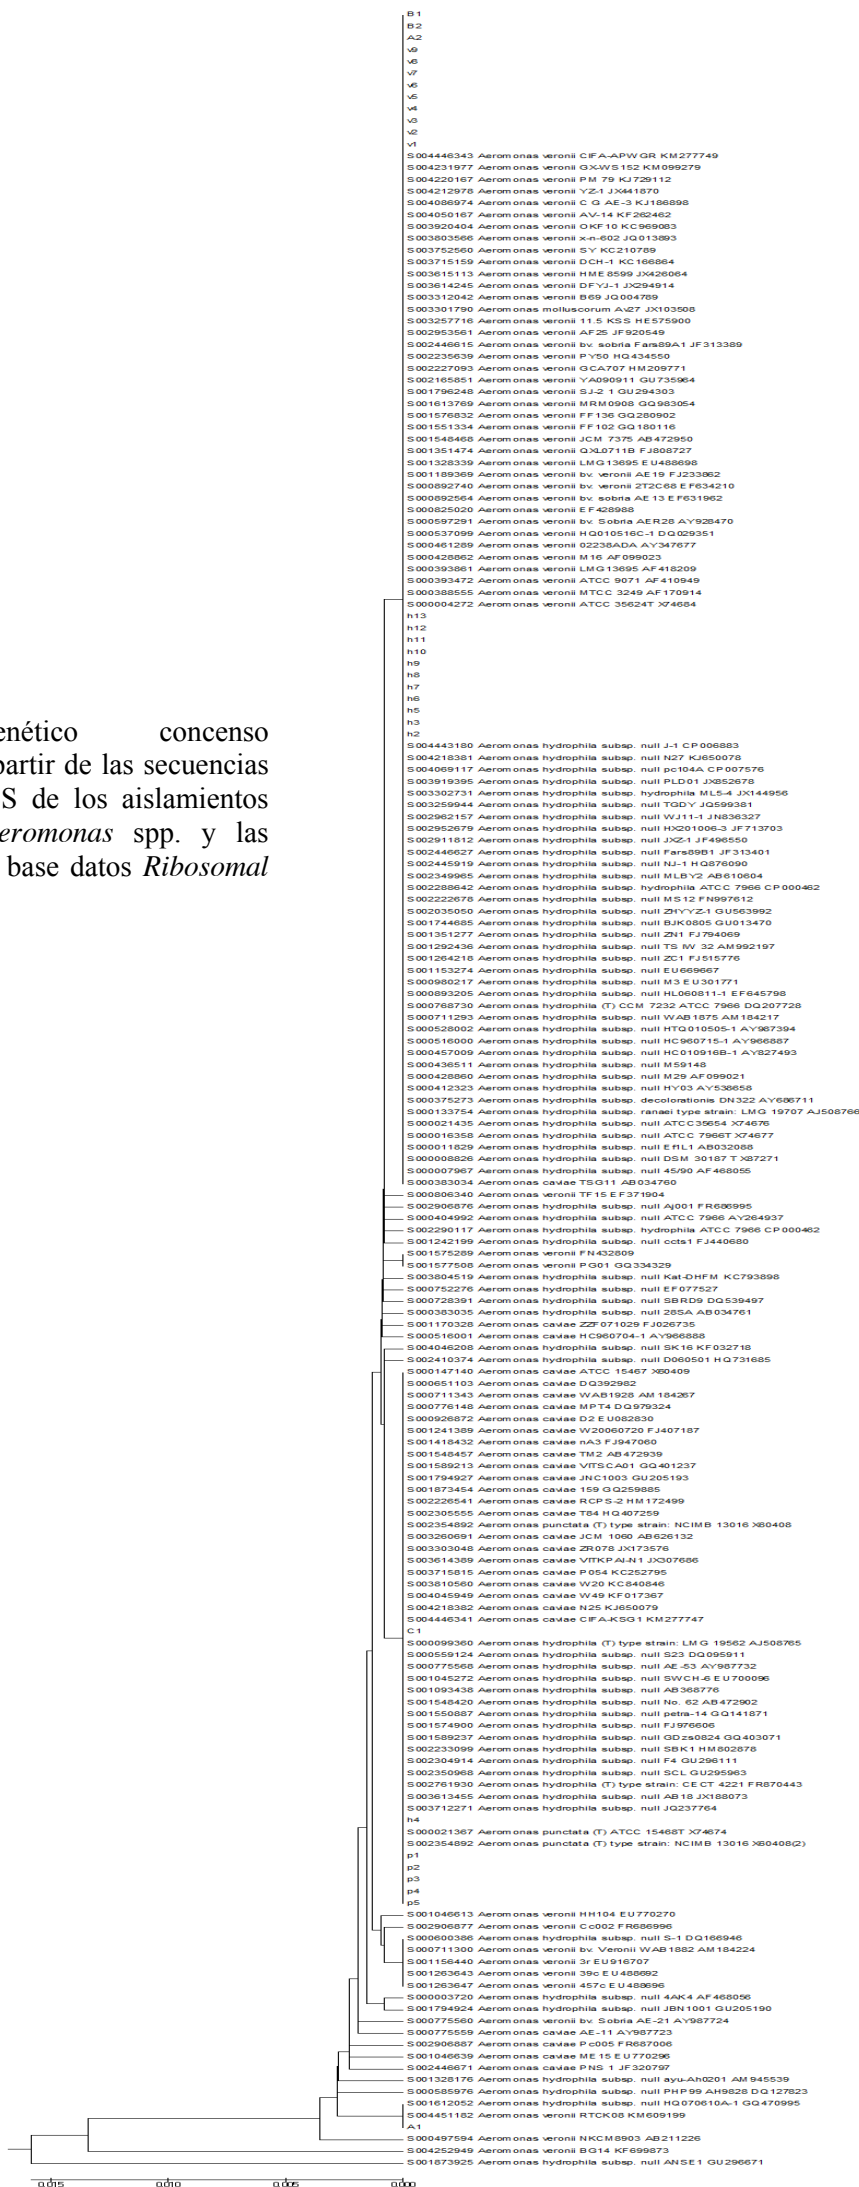 B1
B2
A2
v9
v8
v7
v6
v5
v4
v3
v2
v1
S004446343 Aeromonas veronii CIFA-APWGR KM277749
S004231977 Aeromonas veronii GX-WS152 KM099279
S004220167 Aeromonas veronii PM 79 KJ729112
S004212978 Aeromonas veronii YZ-1 JX441870
S004086974 Aeromonas veronii C G AE-3 KJ186898
S004050167 Aeromonas veronii AV-14 KF262462
S003920404 Aeromonas veronii OKF10 KC969083
S003803566 Aeromonas veronii x-n-602 JQ013893
S003752560 Aeromonas veronii SY KC210789
S003715159 Aeromonas veronii DCH-1 KC166864
S003615113 Aeromonas veronii HME 8599 JX426064
S003614245 Aeromonas veronii DFYJ-1 JX294914
S003312042 Aeromonas veronii B69 JQ004789
S003301790 Aeromonas molluscorum Av27 JX103508
S003257716 Aeromonas veronii 11.5 KSS HE575900
S002953561 Aeromonas veronii AF25 JF920549
S002446615 Aeromonas veronii bv. sobria Fars89A1 JF313389
S002235639 Aeromonas veronii PY50 HQ434550
S002227093 Aeromonas veronii GCA707 HM209771
S002165851 Aeromonas veronii YA090911 GU735964
S001796248 Aeromonas veronii SJ-2 1 GU294303
S001613769 Aeromonas veronii MRM0908 GQ983054
S001576832 Aeromonas veronii FF136 GQ280902
S001551334 Aeromonas veronii FF102 GQ180116
S001548468 Aeromonas veronii JCM 7375 AB472950
S001351474 Aeromonas veronii QXL0711B FJ808727
S001328339 Aeromonas veronii LMG13695 EU488698
S001189369 Aeromonas veronii bv. veronii AE19 FJ233862
S000892740 Aeromonas veronii bv. veronii 2T2C68 EF634210
S000892564 Aeromonas veronii bv. sobria AE 13 EF631962
S000825020 Aeromonas veronii EF428988
S000597291 Aeromonas veronii bv. Sobria AER28 AY928470
S000537099 Aeromonas veronii HQ010516C-1 DQ029351
S000461289 Aeromonas veronii 02238ADA AY347677
S000428862 Aeromonas veronii M16 AF099023
S000393861 Aeromonas veronii LMG13695 AF418209
S000393472 Aeromonas veronii ATCC 9071 AF410949
S000388555 Aeromonas veronii MTCC 3249 AF170914
S000004272 Aeromonas veronii ATCC 35624T X74684
h13
h12
h11
h10
h9
h8
h7
h6
h5
h3
h2
enético concenso
partir de las secuencias
S de los aislamientos
eromonas spp. y las
base datos Ribosomal
S004443180 Aeromonas hydrophila subsp. null J-1 CP006883
S004218381 Aeromonas hydrophila subsp. null N27 KJ650078
S004069117 Aeromonas hydrophila subsp. null pc104A CP007576
S003919395 Aeromonas hydrophila subsp. null PLD01 JX852678
S003302731 Aeromonas hydrophila subsp. hydrophila ML5-4 JX144956
S003259944 Aeromonas hydrophila subsp. null TGDY JQ599381
S002962157 Aeromonas hydrophila subsp. null WJ11-1 JN836327
S002952679 Aeromonas hydrophila subsp. null HX201006-3 JF713703
S002911812 Aeromonas hydrophila subsp. null JXZ-1 JF496550
S002446627 Aeromonas hydrophila subsp. null Fars89B1 JF313401
S002445919 Aeromonas hydrophila subsp. null NJ-1 HQ876090
S002349965 Aeromonas hydrophila subsp. null MLBY2 AB610604
S002288642 Aeromonas hydrophila subsp. hydrophila ATCC 7966 CP000462
S002222678 Aeromonas hydrophila subsp. null MS12 FN997612
S002035050 Aeromonas hydrophila subsp. null ZHYYZ-1 GU563992
S001744685 Aeromonas hydrophila subsp. null BJK0805 GU013470
S001351277 Aeromonas hydrophila subsp. null ZN1 FJ794069
S001292436 Aeromonas hydrophila subsp. null TS IW 32 AM992197
S001264218 Aeromonas hydrophila subsp. null ZC1 FJ515776
S001153274 Aeromonas hydrophila subsp. null EU669667
S000980217 Aeromonas hydrophila subsp. null M3 EU301771
S000893205 Aeromonas hydrophila subsp. null HL060811-1 EF645798
S000768730 Aeromonas hydrophila (T) CCM 7232 ATCC 7966 DQ207728
S000711293 Aeromonas hydrophila subsp. null WAB1875 AM184217
S000528002 Aeromonas hydrophila subsp. null HTQ010505-1 AY987394
S000516000 Aeromonas hydrophila subsp. null HC960715-1 AY966887
S000457009 Aeromonas hydrophila subsp. null HC010916B-1 AY827493
S000436511 Aeromonas hydrophila subsp. null M59148
S000428860 Aeromonas hydrophila subsp. null M29 AF099021
S000412323 Aeromonas hydrophila subsp. null HY03 AY538658
S000375273 Aeromonas hydrophila subsp. decolorationis DN322 AY686711
S000133754 Aeromonas hydrophila subsp. ranaei type strain: LMG 19707 AJ508766
S000021435 Aeromonas hydrophila subsp. null ATCC35654 X74676
S000016358 Aeromonas hydrophila subsp. null ATCC 7966T X74677
S000011829 Aeromonas hydrophila subsp. null EflL1 AB032088
S000008826 Aeromonas hydrophila subsp. null DSM 30187 T X87271
S000007967 Aeromonas hydrophila subsp. null 45/90 AF468055
S000383034 Aeromonas caviae TSG11 AB034760
S000806340 Aeromonas veronii TF15 EF371904
S002906876 Aeromonas hydrophila subsp. null Aj001 FR686995
S000404992 Aeromonas hydrophila subsp. null ATCC 7966 AY264937
S002290117 Aeromonas hydrophila subsp. hydrophila ATCC 7966 CP000462
S001242199 Aeromonas hydrophila subsp. null ccts1 FJ440680
S001575289 Aeromonas veronii FN432809
S001577508 Aeromonas veronii PG01 GQ334329
S003804519 Aeromonas hydrophila subsp. null Kat-DHFM KC793898
S000752276 Aeromonas hydrophila subsp. null EF077527
S000728391 Aeromonas hydrophila subsp. null SBRD9 DQ539497
S000383035 Aeromonas hydrophila subsp. null 28SA AB034761
S001170328 Aeromonas caviae ZZF071029 FJ026735
S000516001 Aeromonas caviae HC960704-1 AY966888
S004046208 Aeromonas hydrophila subsp. null SK16 KF032718
S002410374 Aeromonas hydrophila subsp. null D060501 HQ731685
S000147140 Aeromonas caviae ATCC 15467 X60409
S000651103 Aeromonas caviae DQ392982
S000711343 Aeromonas caviae WAB1928 AM184267
S000776148 Aeromonas caviae MPT4 DQ979324
S000926872 Aeromonas caviae D2 EU082830
S001241389 Aeromonas caviae W20060720 FJ407187
S001418432 Aeromonas caviae nA3 FJ947060
S001548457 Aeromonas caviae TM2 AB472939
S001589213 Aeromonas caviae VITSCA01 GQ401237
S001794927 Aeromonas caviae JNC1003 GU205193
S001873454 Aeromonas caviae 159 GQ259885
S002226541 Aeromonas caviae RCPS-2 HM172499
S002305555 Aeromonas caviae T84 HQ407259
S002354892 Aeromonas punctata (T) type strain: NCIMB 13016 X60408
S003260691 Aeromonas caviae JCM 1060 AB626132
S003303048 Aeromonas caviae ZR078 JX173576
S003614389 Aeromonas caviae VITKPAI-N1 JX307686
S003715815 Aeromonas caviae P054 KC252795
S003810560 Aeromonas caviae W20 KC840846
S004045949 Aeromonas caviae W49 KF017367
S004218382 Aeromonas caviae N25 KJ650079
S004446341 Aeromonas caviae CIFA-KSG1 KM277747
C1
S000099360 Aeromonas hydrophila (T) type strain: LMG 19562 AJ508765
S000559124 Aeromonas hydrophila subsp. null S23 DQ095911
S000775568 Aeromonas hydrophila subsp. null AE-53 AY987732
S001045272 Aeromonas hydrophila subsp. null SWCH-6 EU700096
S001093438 Aeromonas hydrophila subsp. null AB368776
S001548420 Aeromonas hydrophila subsp. null No. 62 AB472902
S001550887 Aeromonas hydrophila subsp. null petra-14 GQ141871
S001574900 Aeromonas hydrophila subsp. null FJ976606
S001589237 Aeromonas hydrophila subsp. null GDzs0824 GQ403071
S002233099 Aeromonas hydrophila subsp. null SBK1 HM802878
S002304914 Aeromonas hydrophila subsp. null F4 GU296111
S002350968 Aeromonas hydrophila subsp. null SCL GU295963
S002761930 Aeromonas hydrophila (T) type strain: CECT 4221 FR870443
S003613455 Aeromonas hydrophila subsp. null AB18 JX188073
S003712271 Aeromonas hydrophila subsp. null JQ237764
h4
S000021367 Aeromonas punctata (T) ATCC 15468T X74674
S002354892 Aeromonas punctata (T) type strain: NCIMB 13016 X60408(2)
p1
p2
p3
p4
p5
S001046613 Aeromonas veronii HH104 EU770270
S002906877 Aeromonas veronii Cc002 FR686996
S000600386 Aeromonas hydrophila subsp. null S-1 DQ166946
S000711300 Aeromonas veronii bv. Veronii WAB1882 AM184224
S001156440 Aeromonas veronii 3r EU916707
S001263643 Aeromonas veronii 39c EU488692
S001263647 Aeromonas veronii 457c EU488696
S000003720 Aeromonas hydrophila subsp. null 4AK4 AF468056
S001794924 Aeromonas hydrophila subsp. null JBN1001 GU205190
S000775560 Aeromonas veronii bv. Sobria AE-21 AY987724
S000775559 Aeromonas caviae AE-11 AY987723
S002906887 Aeromonas caviae Pc005 FR687006
S001046639 Aeromonas caviae ME15 EU770296
S002446671 Aeromonas caviae PNS 1 JF320797
S001328176 Aeromonas hydrophila subsp. null ayu-Ah0201 AM945539
S000585976 Aeromonas hydrophila subsp. null PHP99 AH9828 DQ127823
S001612052 Aeromonas hydrophila subsp. null HQ070610A-1 GQ470995
S004451182 Aeromonas veronii RTCK08 KM609199
A1
S000497594 Aeromonas veronii NKCM8903 AB211226
S004252949 Aeromonas veronii BG14 KF699873
S001873925 Aeromonas hydrophila subsp. null ANSE1 GU296671
0.015 0.010 0.005 0.000